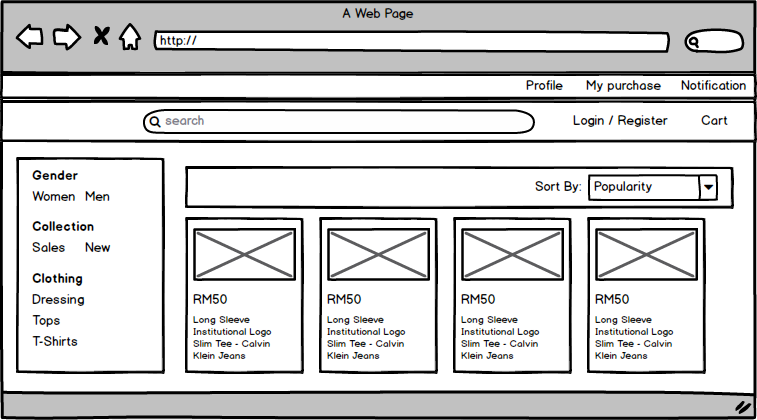 A Web Page
http://
Profile My purchase Notification
search
Login / Register Cart
Gender
Women Men
Collection
Sales New
Clothing
Dressing
Tops
T-Shirts
Sort By: Popularity
RM50
Long Sleeve
Institutional Logo
Slim Tee - Calvin
Klein Jeans
RM50
Long Sleeve
Institutional Logo
Slim Tee - Calvin
Klein Jeans
RM50
Long Sleeve
Institutional Logo
Slim Tee - Calvin
Klein Jeans
RM50
Long Sleeve
Institutional Logo
Slim Tee - Calvin
Klein Jeans